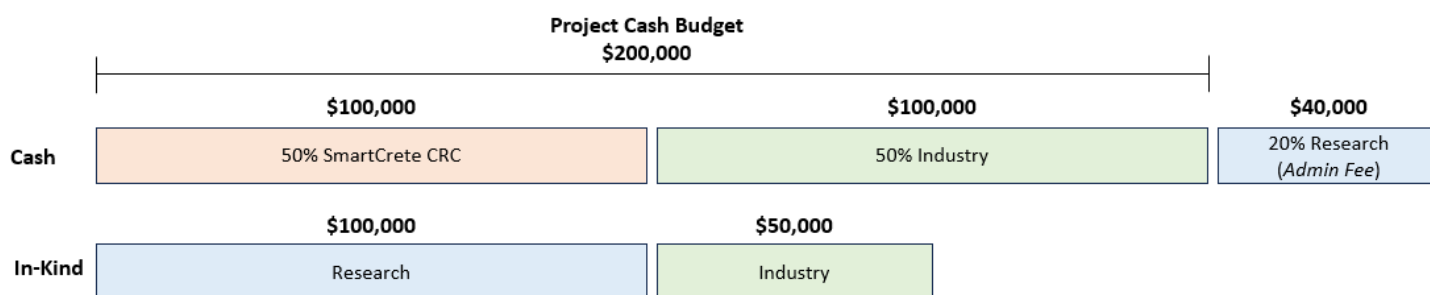 Project Cash Budget
$200,000
$100,000
$100,000
$40,000
Cash
50% SmartCrete CRC
50% Industry
20% Research
(Admin Fee)
$100,000
$50,000
In-Kind
Research
Industry